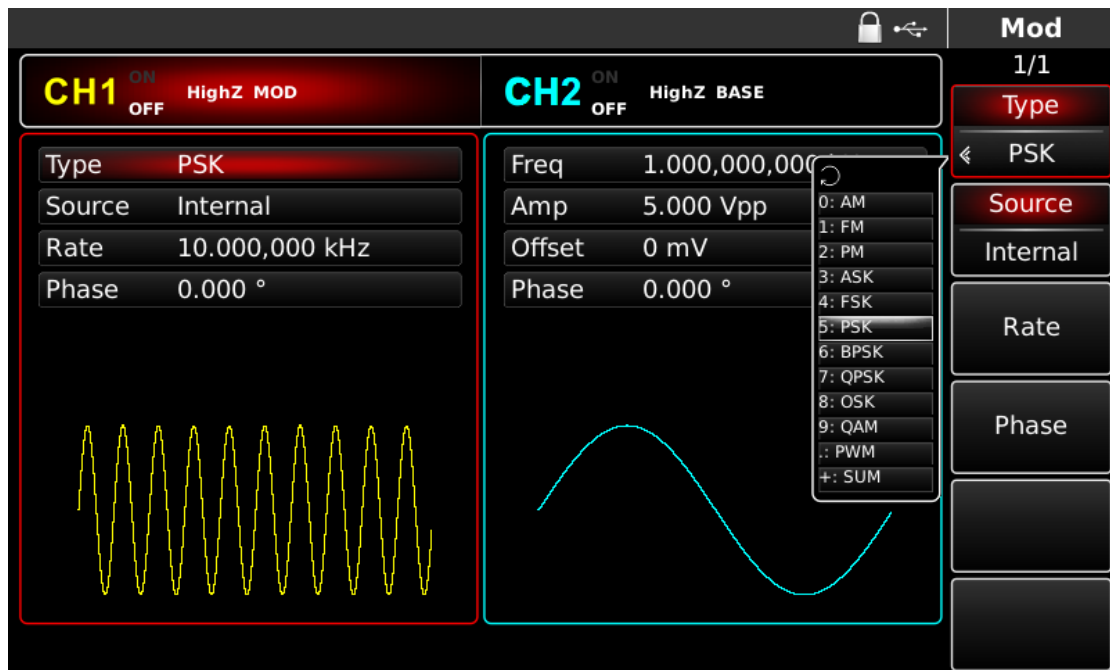 Mod
1/1
CH1 ON OFF HighZ MOD
CH2 ON OFF HighZ BASE
Type PSK
Source Internal
Rate 10.000,000 kHz
Phase 0.000 °
Freq 1.000,000,000
Amp 5.000 Vpp
Offset 0 mV
Phase 0.000 °
0: AM
1: FM
2: PM
3: ASK
4: FSK
5: PSK
6: BPSK
7: QPSK
8: OSK
9: QAM
.: PWM
+: SUM
Type
PSK
Source
Internal
Rate
Phase